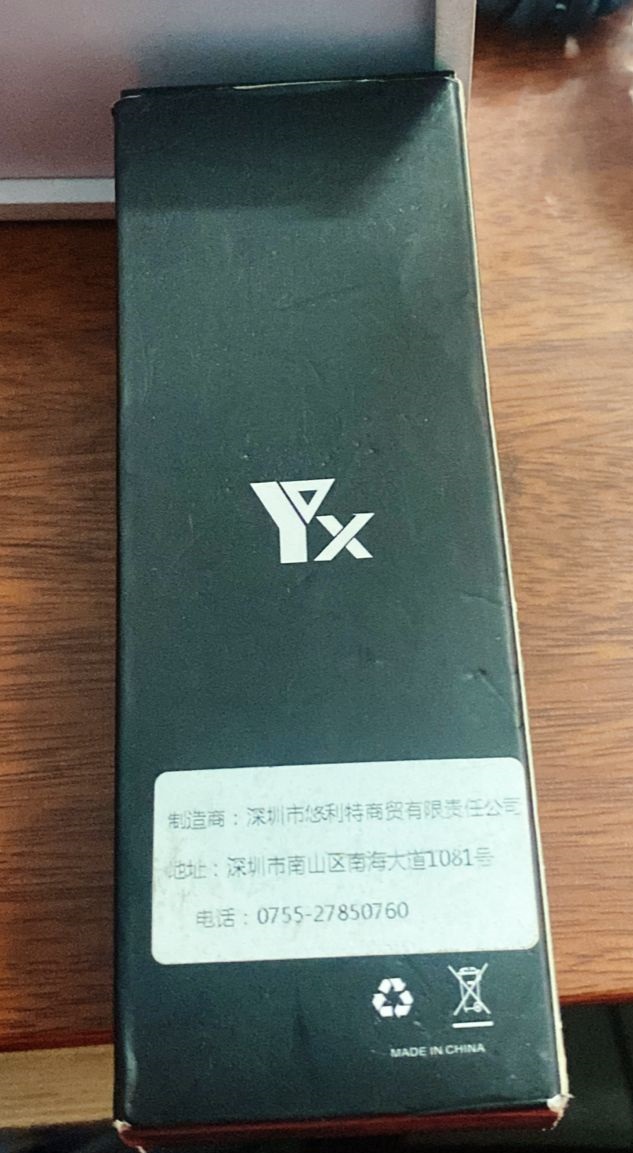 Yx
制造商：深圳市悠利特商贸有限责任公司
地址：深圳市南山区南海大道1081号
电话：0755-27850760
MADE IN CHINA